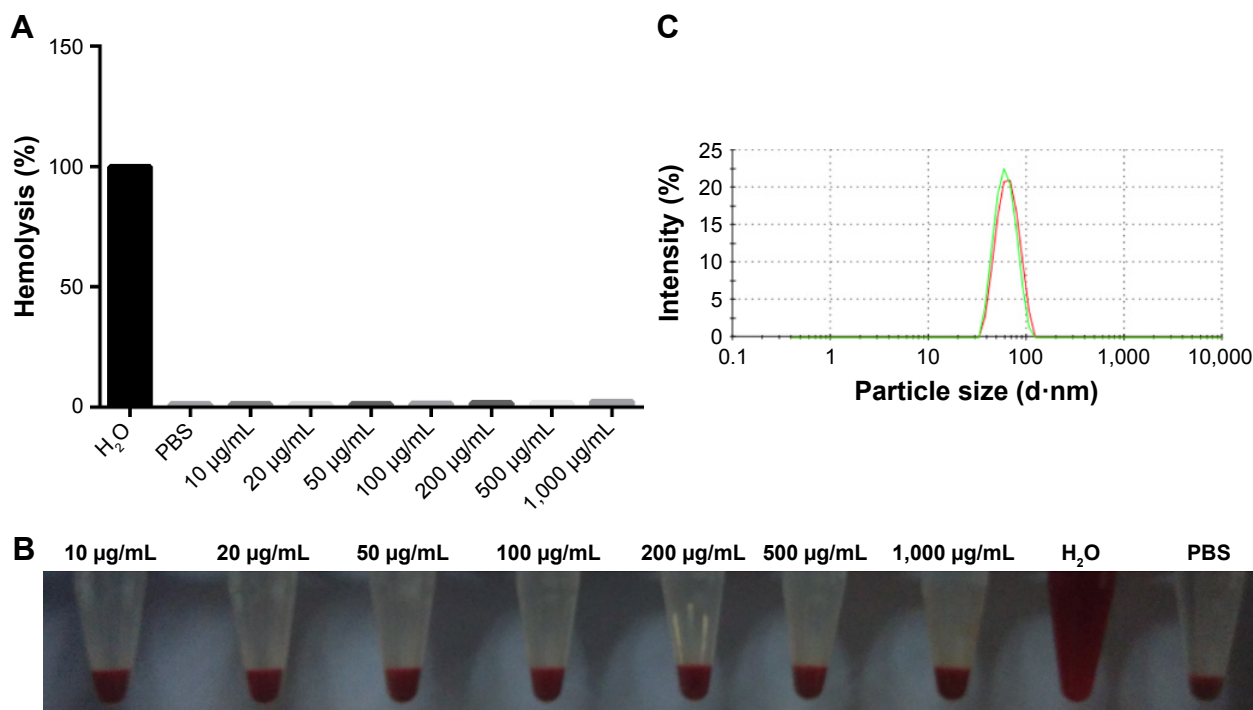 A
150
100
50
0
Hemolysis (%)
H₂O
PBS
10 µg/mL
20 µg/mL
50 µg/mL
100 µg/mL
200 µg/mL
500 µg/mL
1,000 µg/mL
C
25
20
15
10
5
0
Intensity (%)
0.1 1 10 100 1,000 10,000
Particle size (d·nm)
B
10 µg/mL 20 µg/mL 50 µg/mL 100 µg/mL 200 µg/mL 500 µg/mL 1,000 µg/mL H₂O PBS